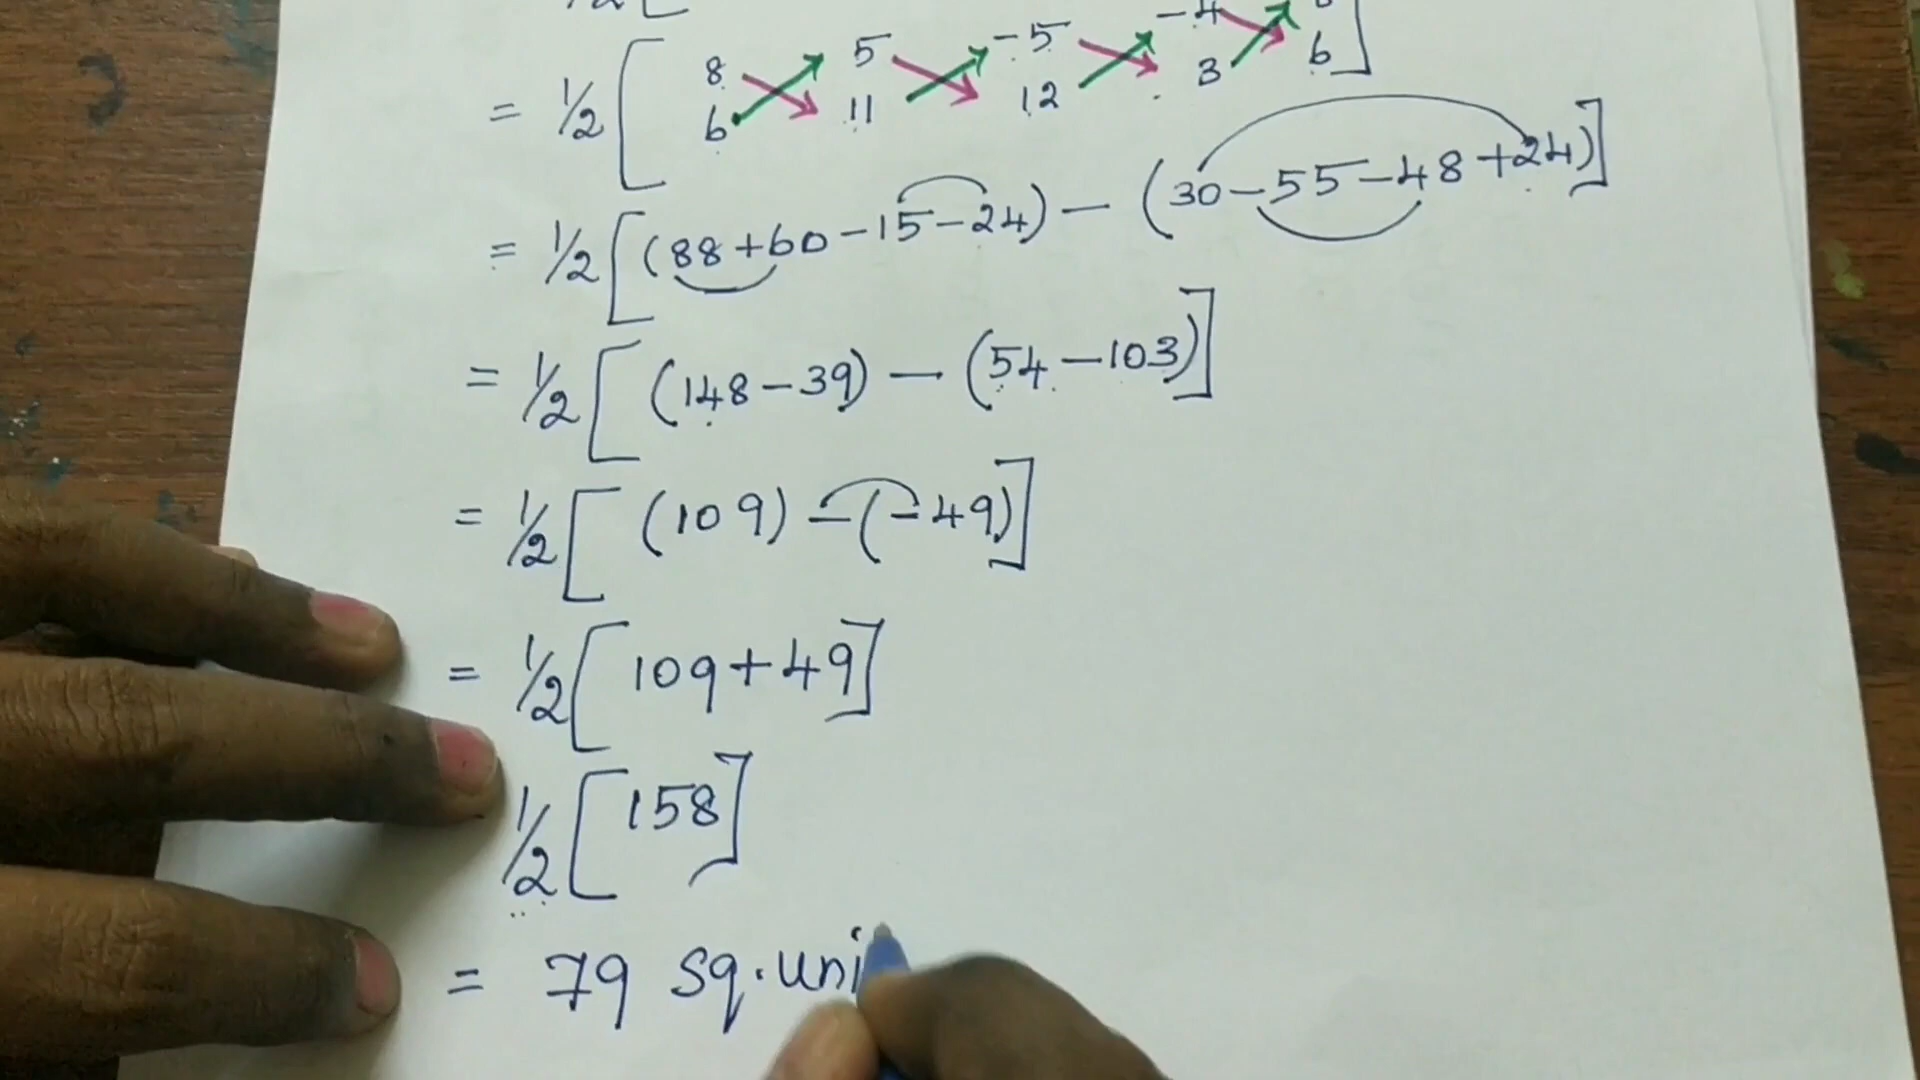 1/2 [
= 1/2 [ 8 5 -5 -4 ]
6 11 12 3 6
= 1/2 [(88+60-15-24) - (30-55-48+24)]
= 1/2 [(148-39) - (54-103)]
= 1/2 [(109) -(-49)]
= 1/2 [109+49]
1/2 [158]
= 79 sq.uni